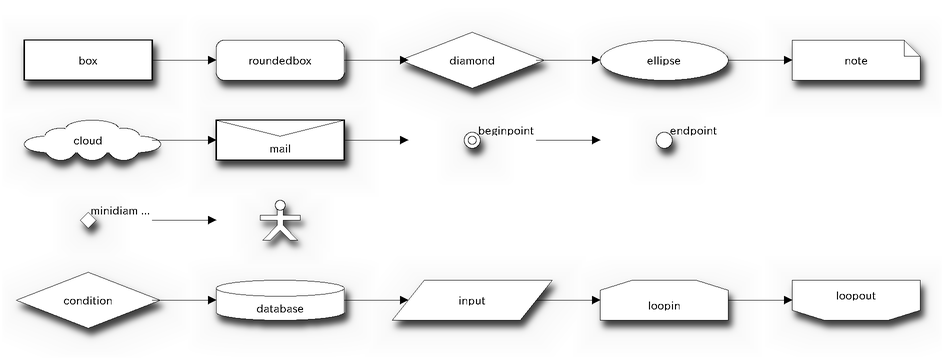 box
roundedbox
diamond
ellipse
note
cloud
mail
beginpoint
endpoint
minidiam ...
condition
database
input
loopin
loopout